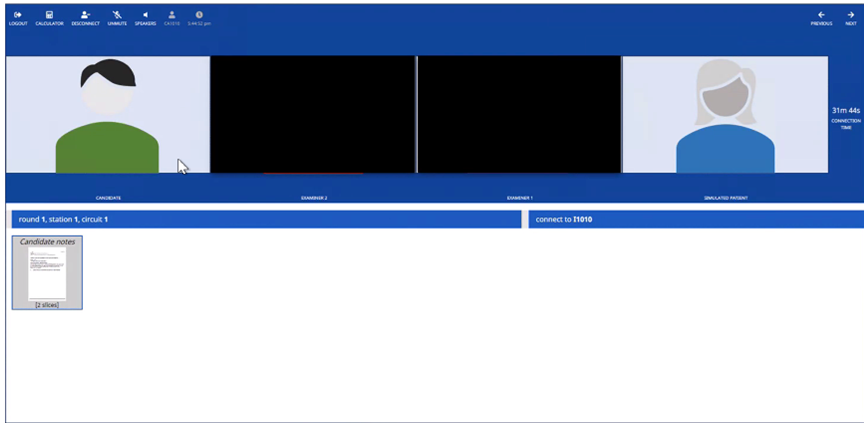 LOGOUT CALCULATOR DISCONNECT UNMUTE SPEAKERS CA1010 5:44:52 pm PREVIOUS NEXT
31m 44s
CONNECTION
TIME
CANDIDATE EXAMINER 2 EXAMINER 1 SIMULATED PATIENT
round 1, station 1, circuit 1 connect to I1010
Candidate notes
[2 slices]